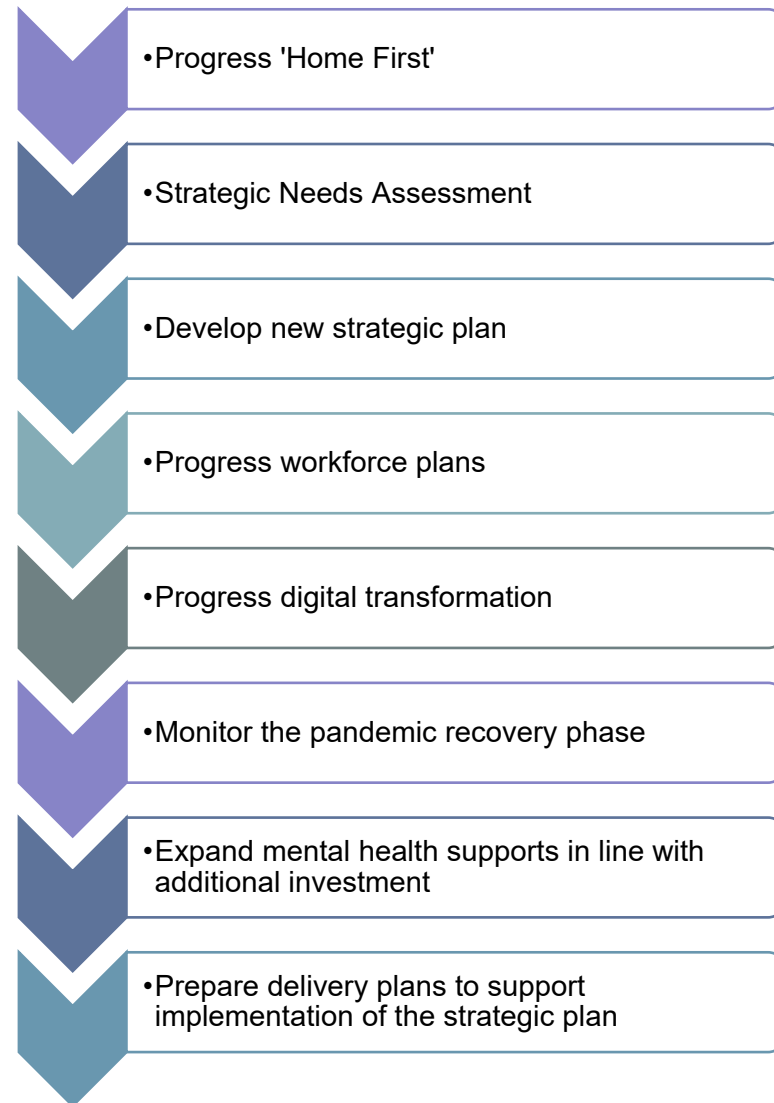 •Progress 'Home First'
•Strategic Needs Assessment
•Develop new strategic plan
•Progress workforce plans
•Progress digital transformation
•Monitor the pandemic recovery phase
•Expand mental health supports in line with
additional investment
•Prepare delivery plans to support
implementation of the strategic plan